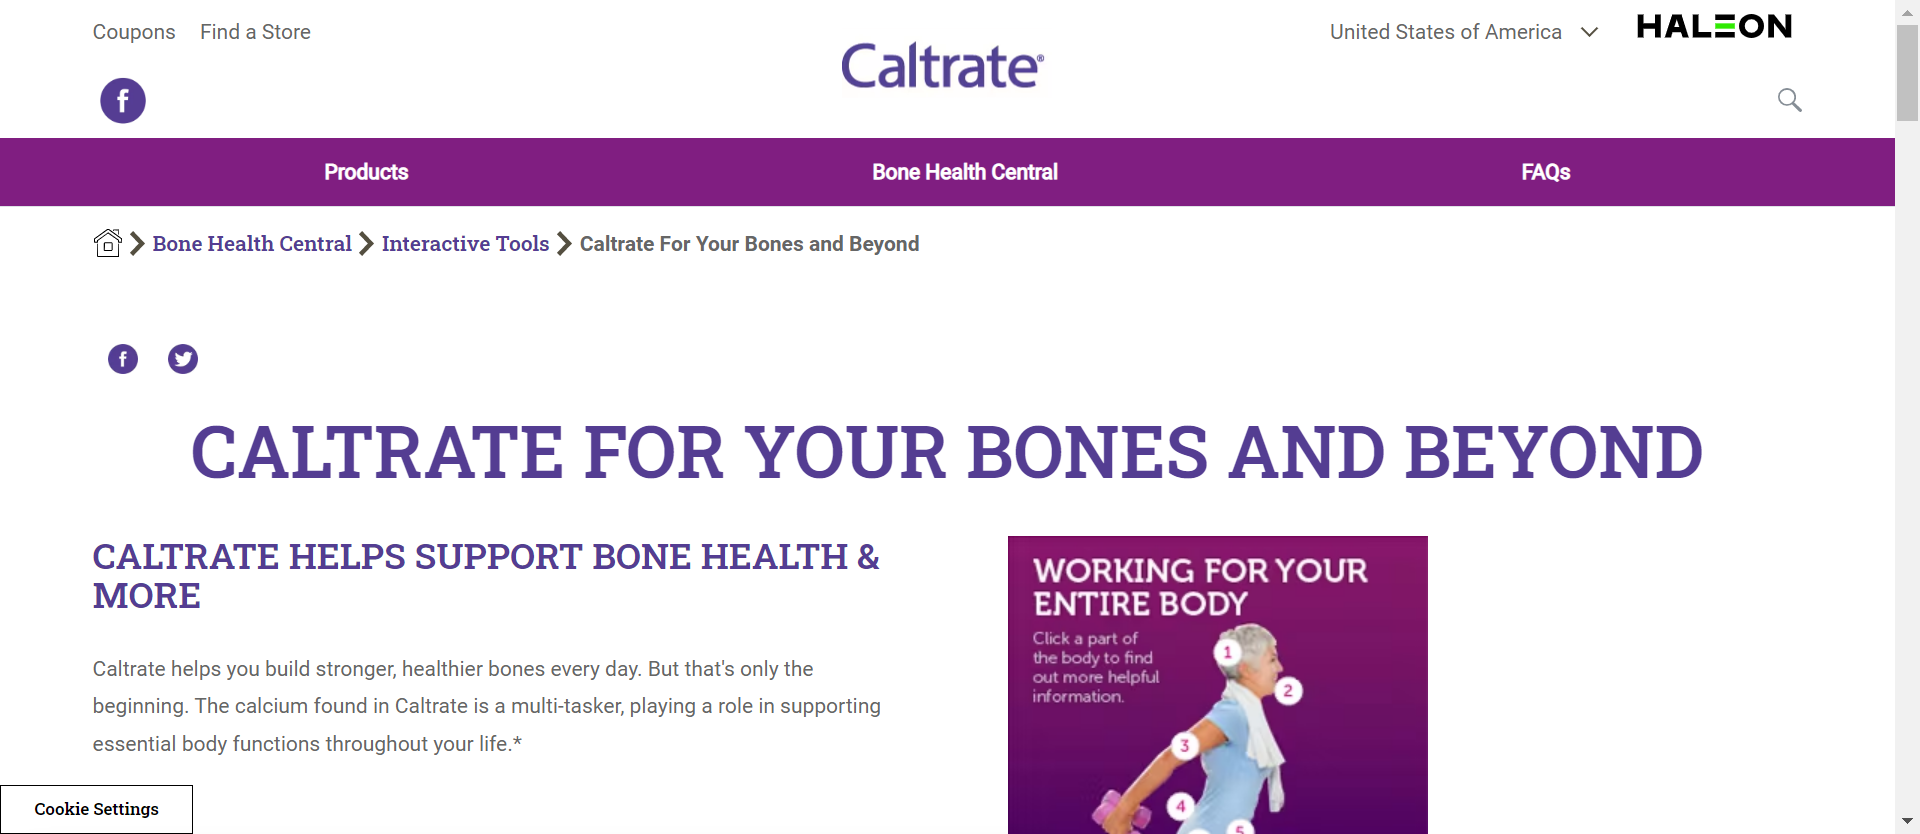 Coupons Find a Store
United States of America
HALEON
Caltrate®
f
Products Bone Health Central FAQs
Bone Health Central Interactive Tools Caltrate For Your Bones and Beyond
f
CALTRATE FOR YOUR BONES AND BEYOND
CALTRATE HELPS SUPPORT BONE HEALTH &
MORE
Caltrate helps you build stronger, healthier bones every day. But that's only the
beginning. The calcium found in Caltrate is a multi-tasker, playing a role in supporting
essential body functions throughout your life.*
WORKING FOR YOUR
ENTIRE BODY
Click a part of
the body to find
out more helpful
information.
1
2
3
4
5
Cookie Settings